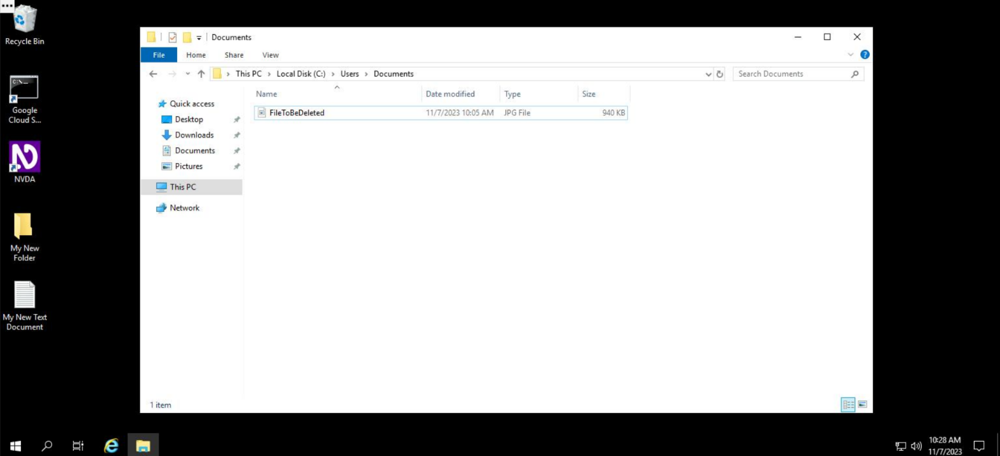 Recycle Bin
Google
Cloud S...
NVDA
My New
Folder
My New Text
Document
Documents
File Home Share View
This PC > Local Disk (C:) > Users > Documents
Search Documents
Name Date modified Type Size
FileToBeDeleted 11/7/2023 10:05 AM JPG File 940 KB
Quick access
Desktop
Downloads
Documents
Pictures
This PC
Network
1 item
10:28 AM
11/7/2023